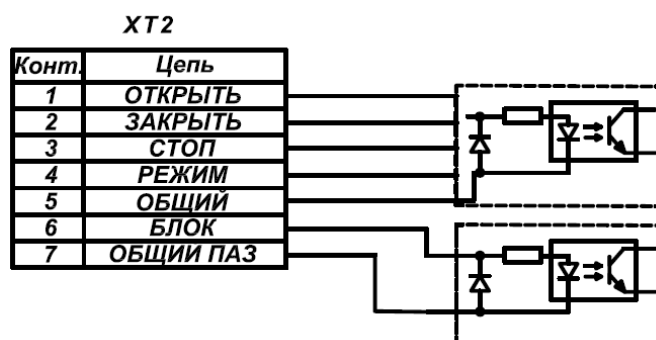 XT2
Конт. Цепь
1 ОТКРЫТЬ
2 ЗАКРЫТЬ
3 СТОП
4 РЕЖИМ
5 ОБЩИЙ
6 БЛОК
7 ОБЩИИ ПАЗ